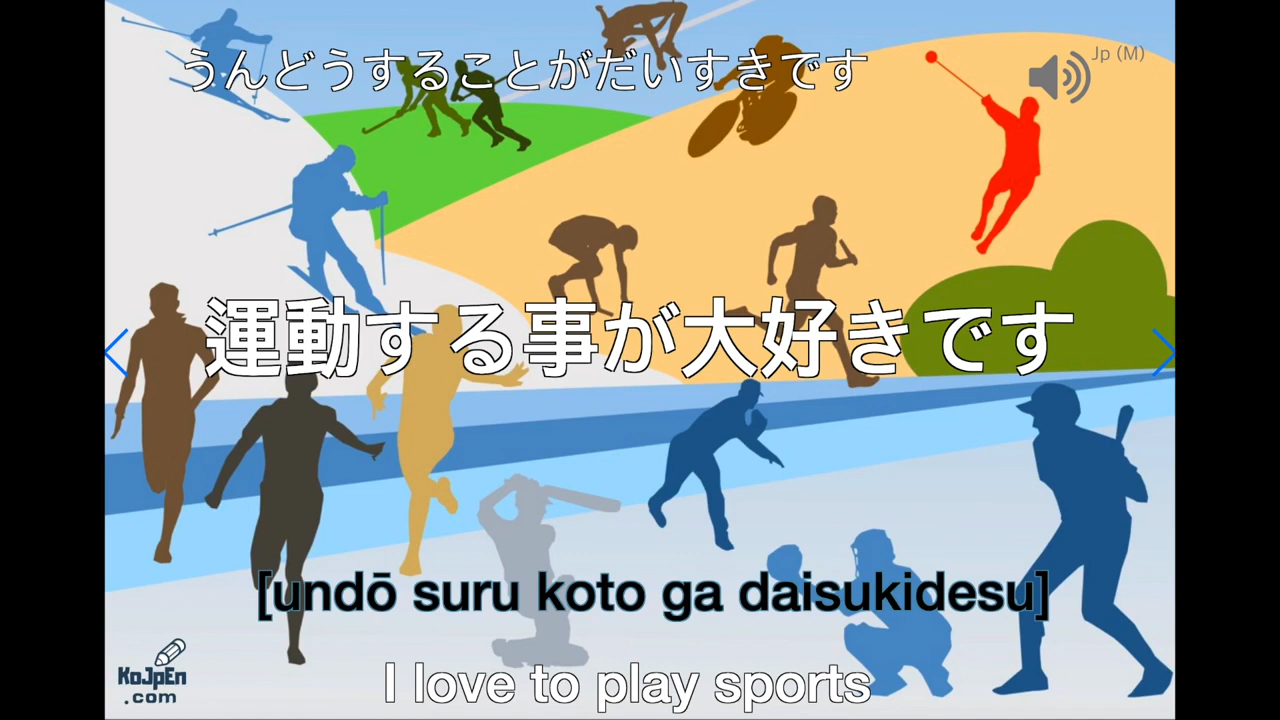 うんどうすることがだいすきです
Jp (M)
運動する事が大好きです
[undō suru koto ga daisukidesu]
KoJpEn
.com
I love to play sports